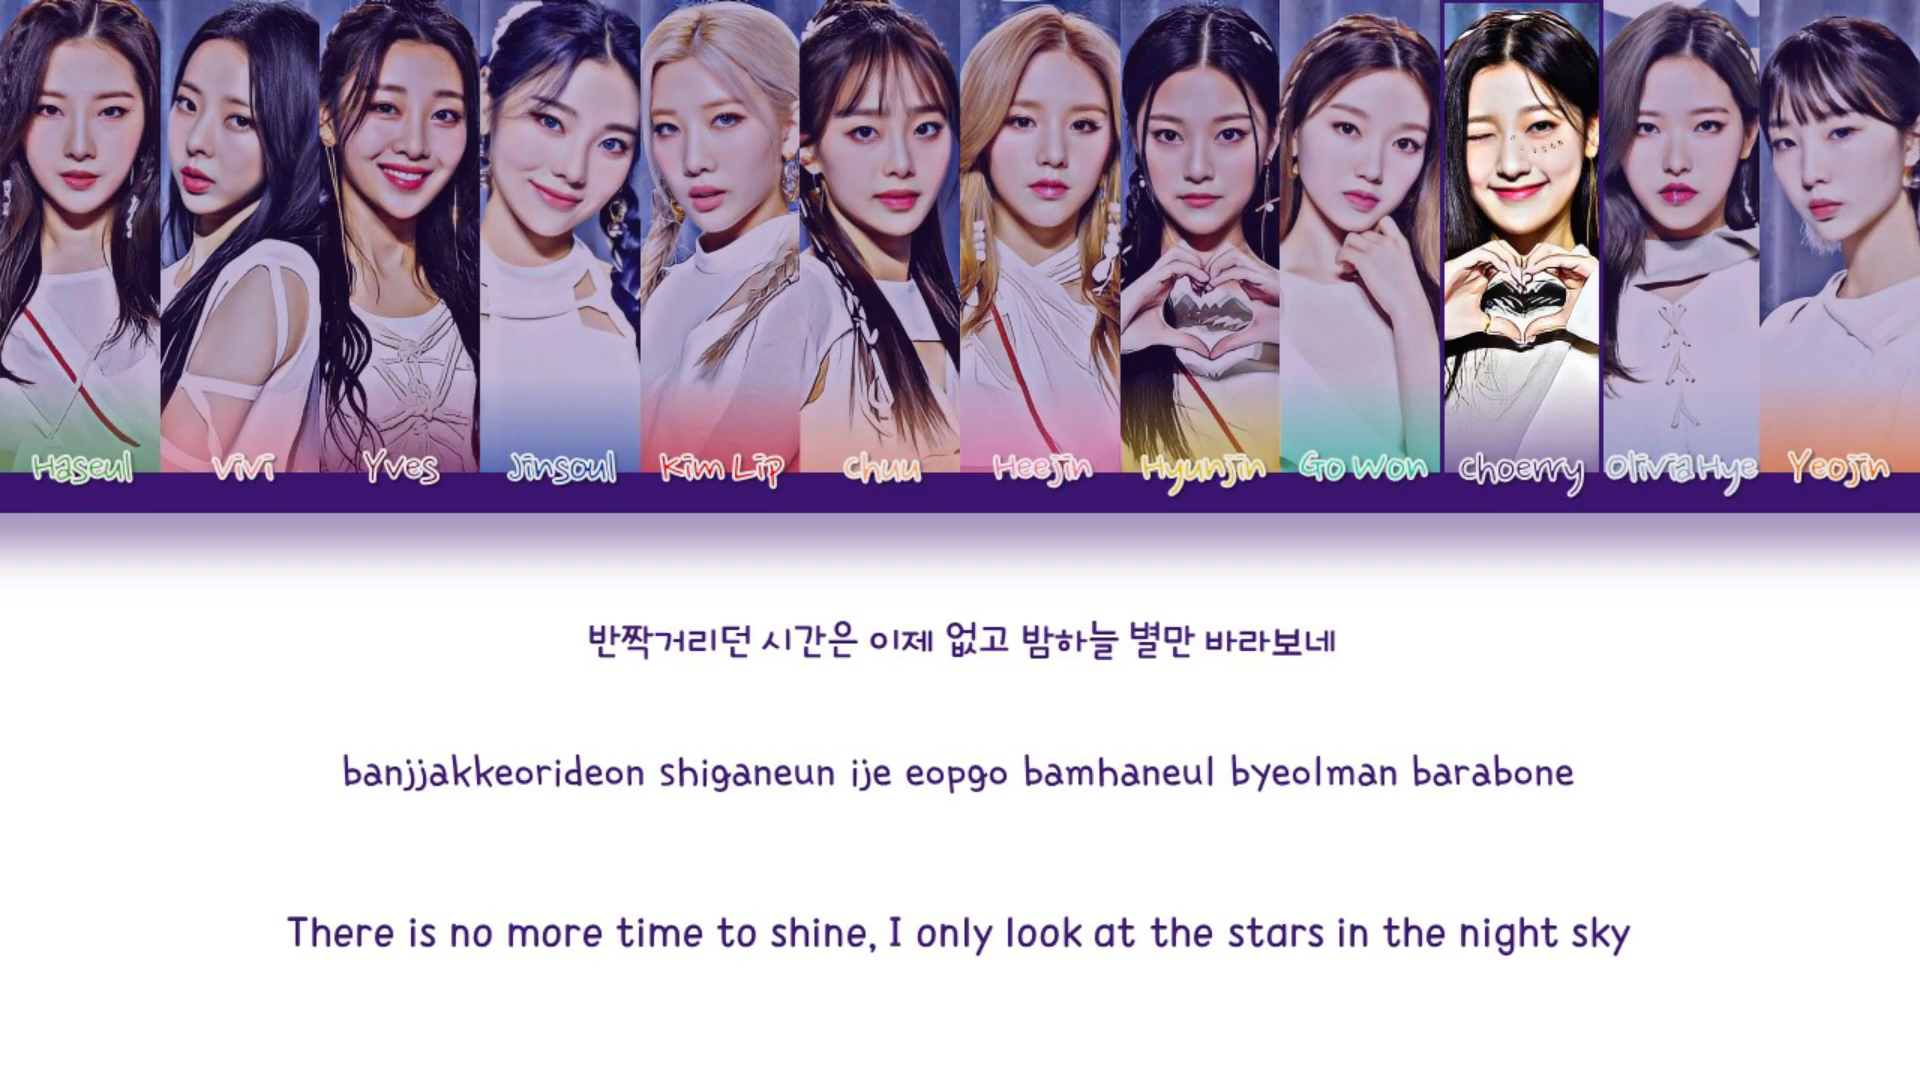 Haseul ViVi Yves Jinsoul Kim Lip Chuu Heejin Hyunjin Go Won Choerry Olivia Hye Yeojin
반짝거리던 시간은 이제 없고 밤하늘 별만 바라보네
banjjakkeorideon shiganeun ije eopgo bamhaneul byeolman barabone
There is no more time to shine, I only look at the stars in the night sky